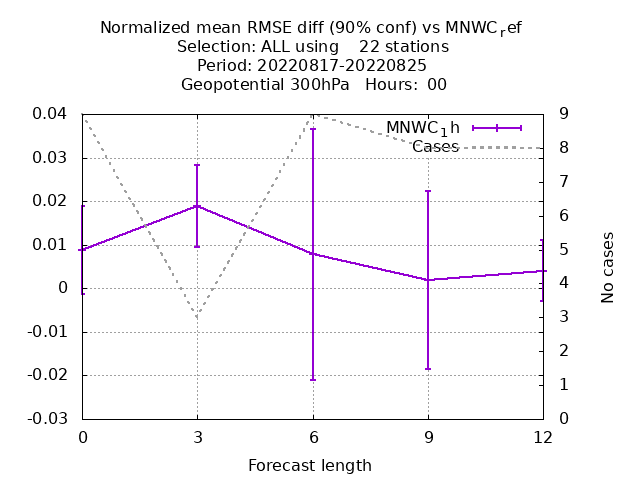 Normalized mean RMSE diff (90% conf) vs MNWC_ref
Selection: ALL using    22 stations
Period: 20220817-20220825
Geopotential 300hPa   Hours:  00
MNWC_1h
Cases
0.04
0.03
0.02
0.01
0
-0.01
-0.02
-0.03
9
8
7
6
5
4
3
2
1
0
No cases
0 3 6 9 12
Forecast length